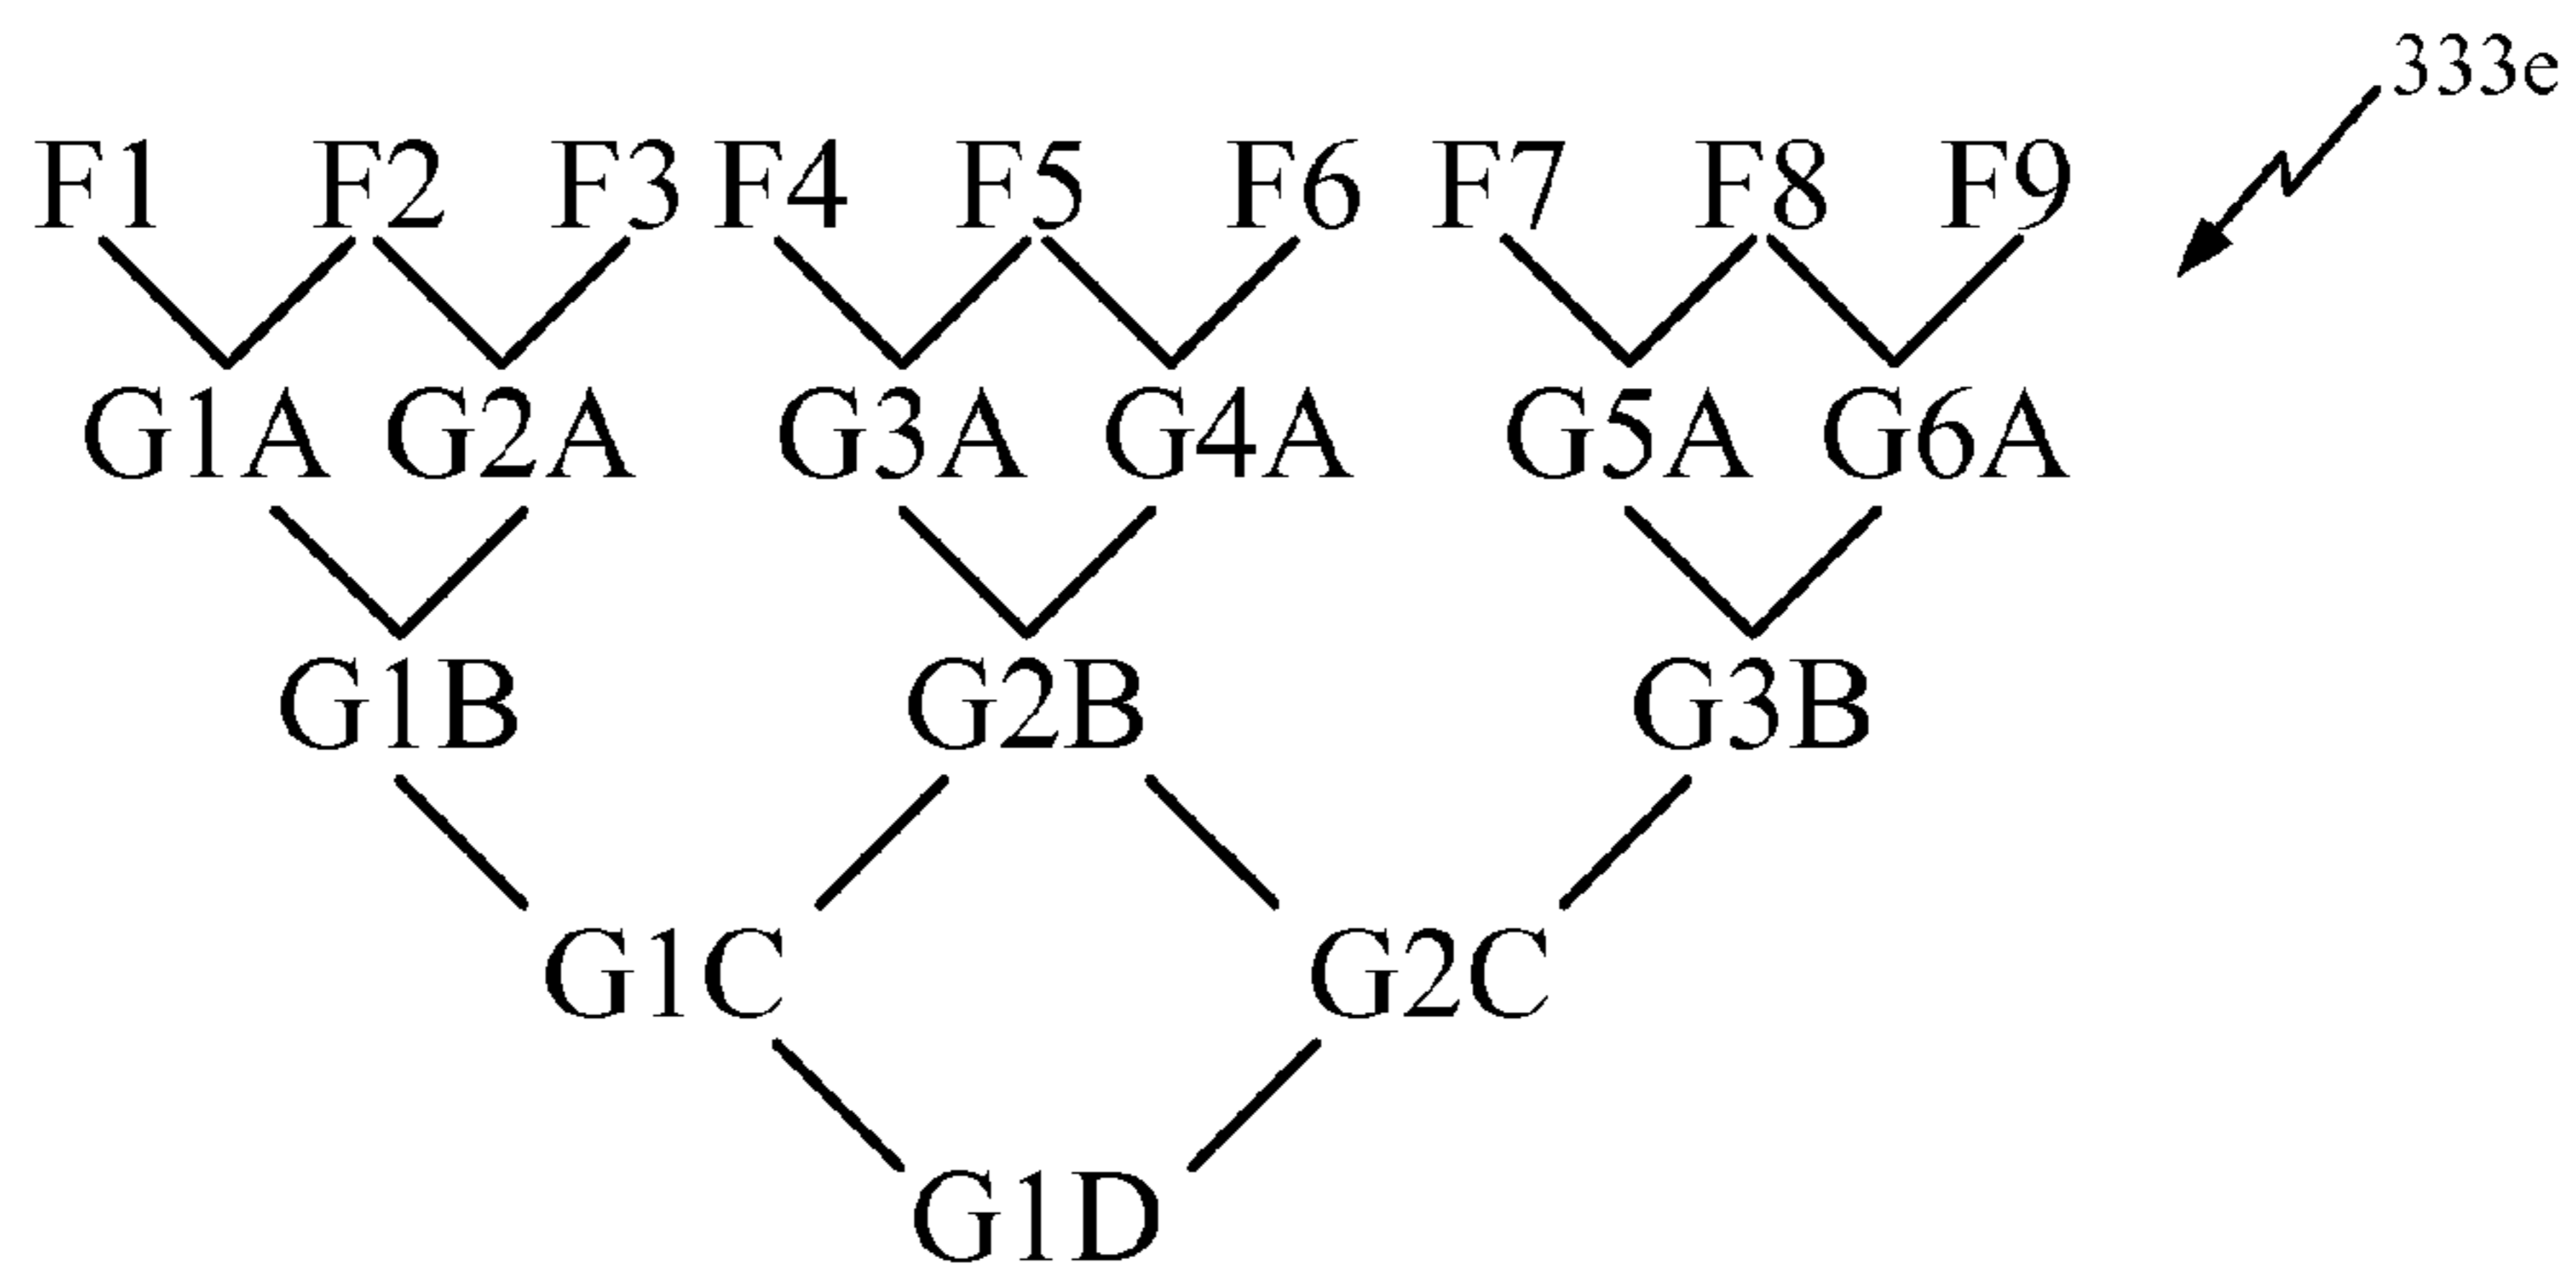 333e
F1 F2 F3 F4 F5 F6 F7 F8 F9
G1A G2A G3A G4A G5A G6A
G1B G2B G3B
G1C G2C
G1D